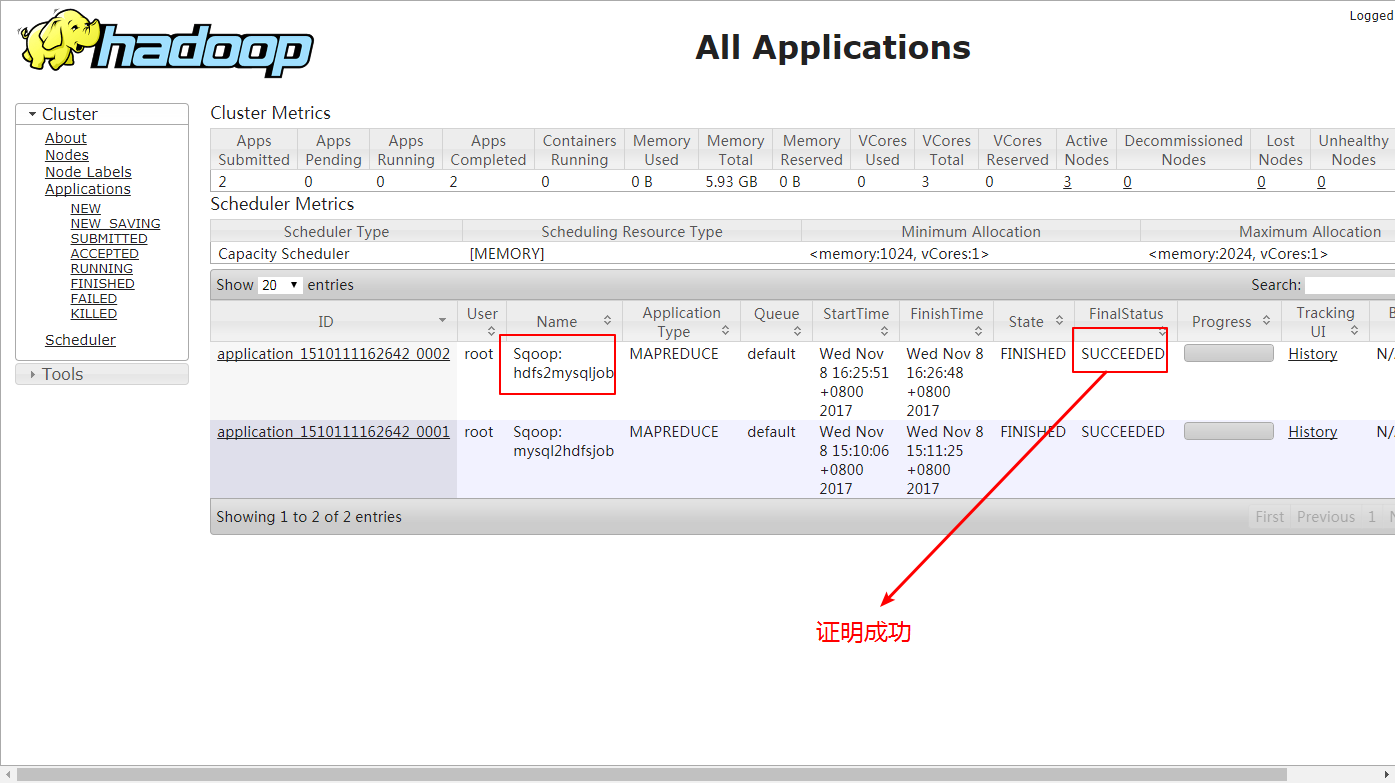 Logged
hadoop
All Applications
Cluster
About
Nodes
Node Labels
Applications
NEW
NEW_SAVING
SUBMITTED
ACCEPTED
RUNNING
FINISHED
FAILED
KILLED
Scheduler
Tools
Cluster Metrics
Apps Submitted Apps Pending Apps Running Apps Completed Containers Running Memory Used Memory Total Memory Reserved VCores Used VCores Total VCores Reserved Active Nodes Decommissioned Nodes Lost Nodes Unhealthy Nodes
2 0 0 2 0 0 B 5.93 GB 0 B 0 3 0 3 0 0 0
Scheduler Metrics
Scheduler Type Scheduling Resource Type Minimum Allocation Maximum Allocation
Capacity Scheduler [MEMORY] <memory:1024, vCores:1> <memory:2024, vCores:1>
Show 20 entries Search:
ID User Name Application Type Queue StartTime FinishTime State FinalStatus Progress Tracking UI B
application_1510111162642_0002 root Sqoop: MAPREDUCE default Wed Nov Wed Nov 8 FINISHED SUCCEEDED History N/
hdfs2mysqljob 8 16:25:51 16:26:48
+0800 +0800
2017 2017
application_1510111162642_0001 root Sqoop: MAPREDUCE default Wed Nov Wed Nov 8 FINISHED SUCCEEDED History N/
mysql2hdfsjob 8 15:10:06 15:11:25
+0800 +0800
2017 2017
Showing 1 to 2 of 2 entries First Previous 1 N
证明成功